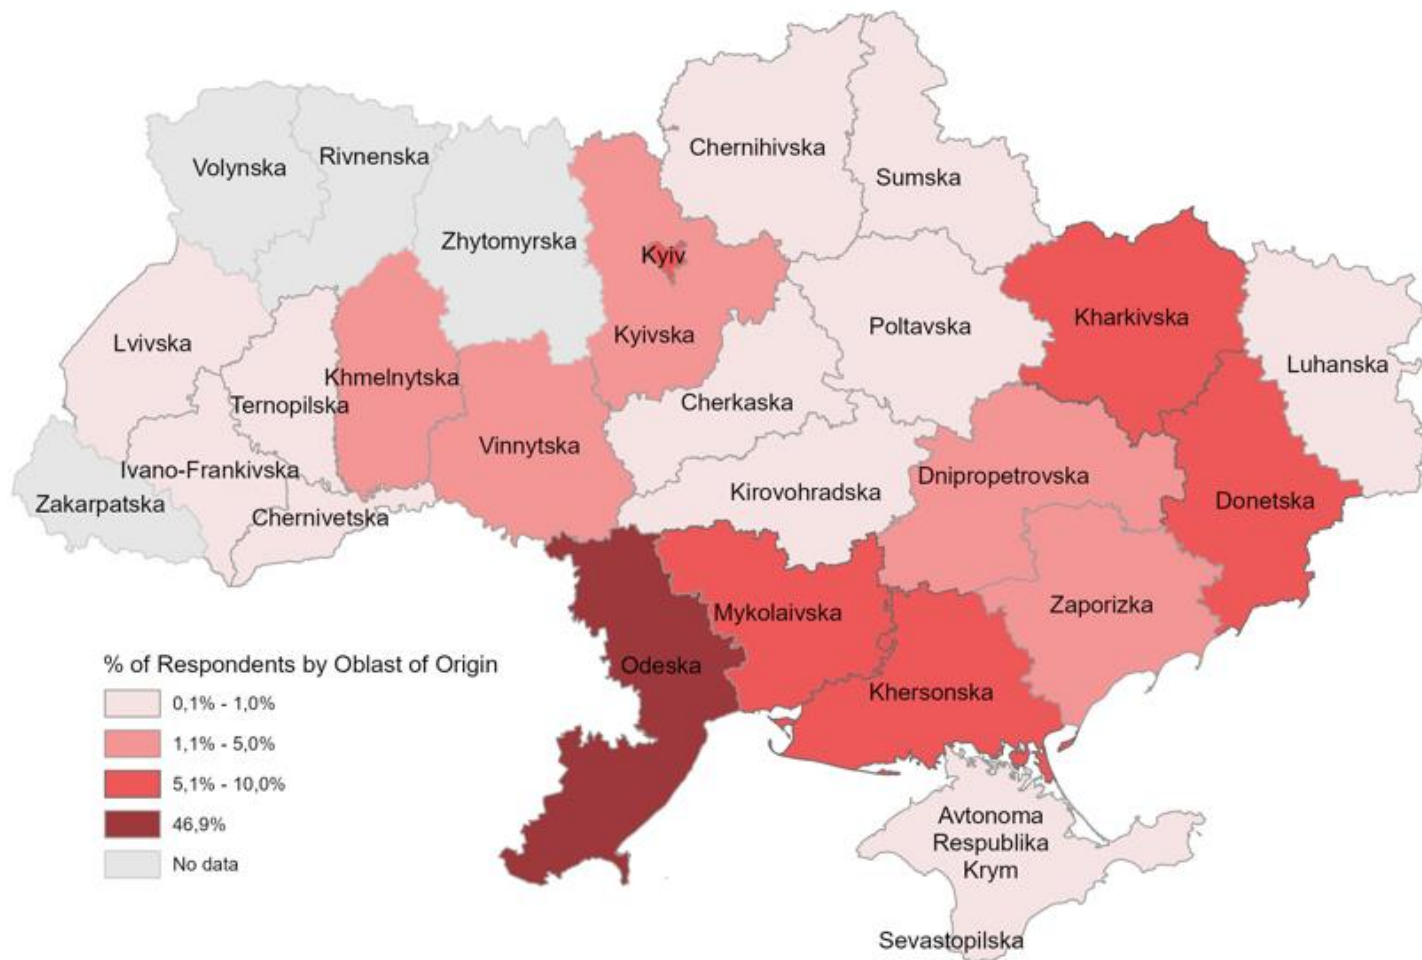 Chernihivska
Rivnenska
Volynska
Sumska
Zhytomyrska
Kyiv
Kharkivska
Poltavska
Kyivska
Lvivska
Luhanska
Khmelnytska
Ternopilska
Cherkaska
Vinnytska
Ivano-Frankivska
Dnipropetrovska
Kirovohradska
Zakarpatska
Donetska
Chernivetska
Zaporizka
Mykolaivska
Odeska
Khersonska
% of Respondents by Oblast of Origin
0,1% - 1,0%
1,1% - 5,0%
5,1% - 10,0%
46,9%
No data
Avtonoma
Respublika
Krym
Sevastopilska